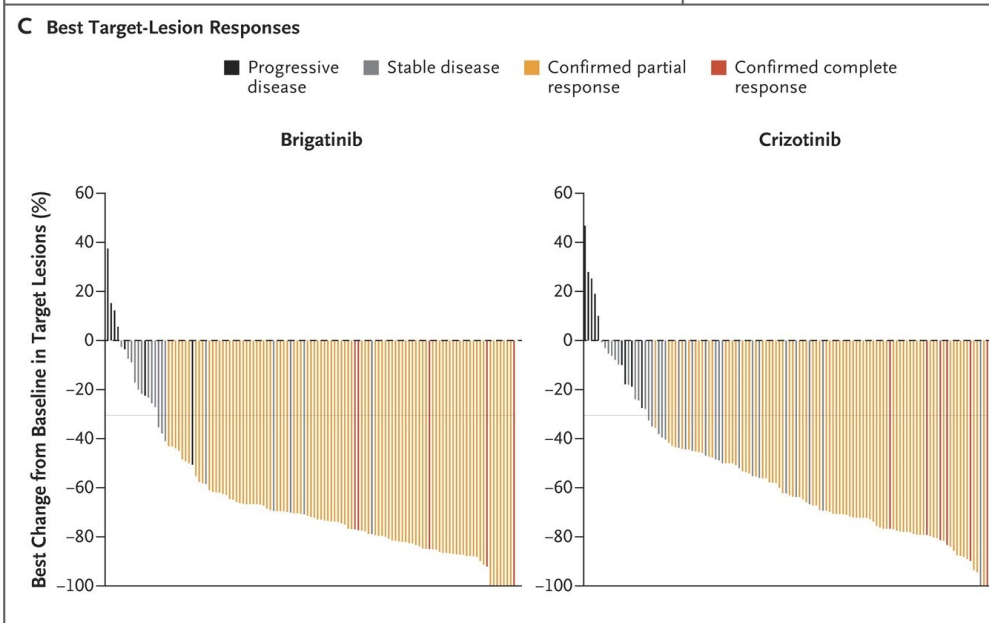 C Best Target-Lesion Responses
Progressive disease
Stable disease
Confirmed partial response
Confirmed complete response
Brigatinib
Crizotinib
Best Change from Baseline in Target Lesions (%)
60
40
20
0
−20
−40
−60
−80
−100
60
40
20
0
−20
−40
−60
−80
−100